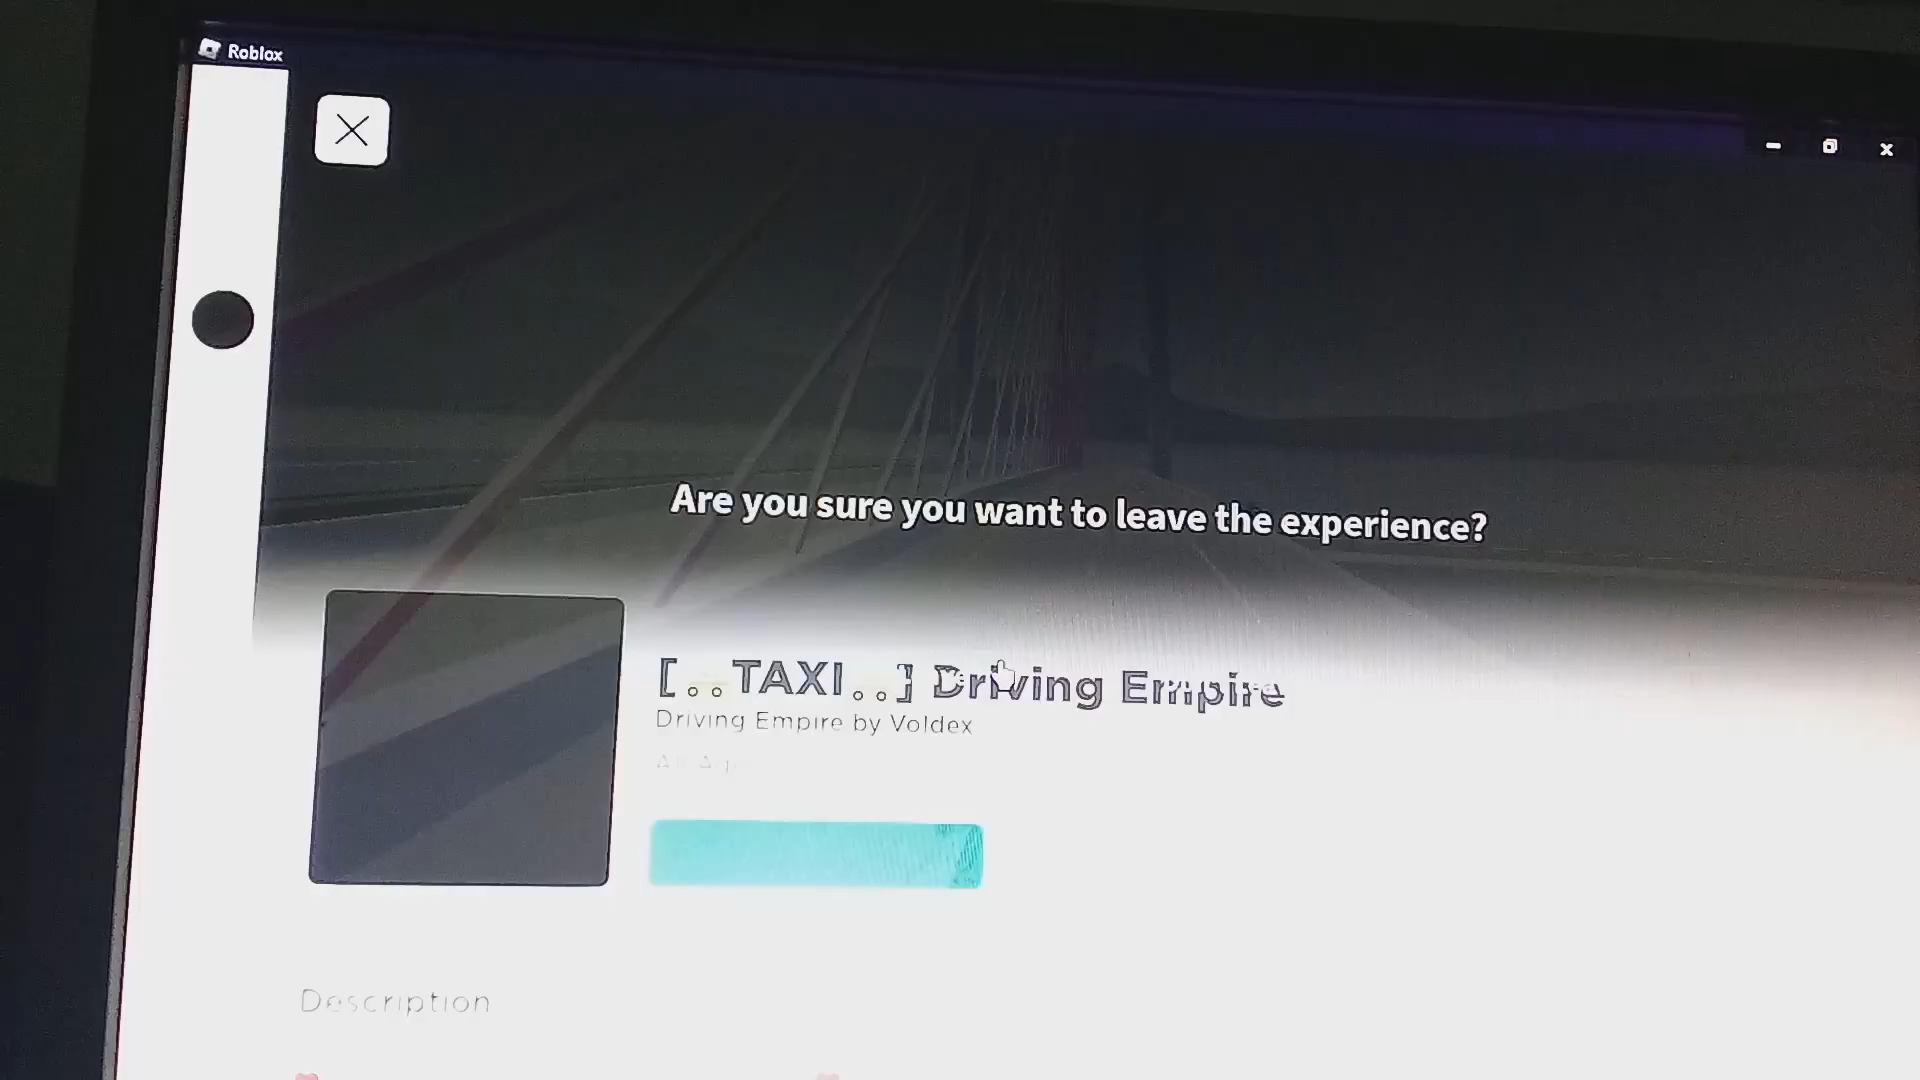 Roblox
Are you sure you want to leave the experience?
[🚕TAXI🚕] Driving Empire
Driving Empire by Voldex
Description